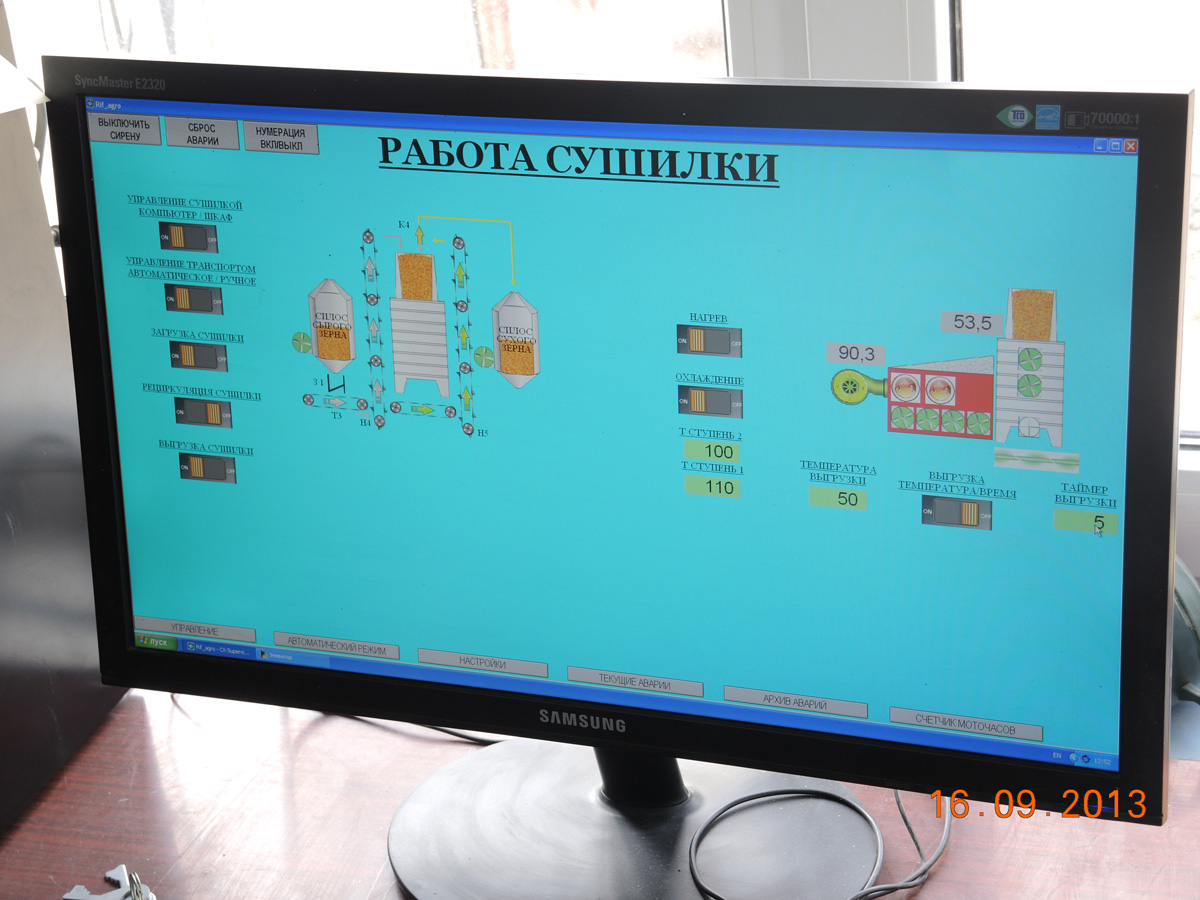 SyncMaster E2320
Rif_agro
70000:1
ВЫКЛЮЧИТЬ
СИРЕНУ
СБРОС
АВАРИИ
НУМЕРАЦИЯ
ВКЛ/ВЫКЛ
РАБОТА СУШИЛКИ
УПРАВЛЕНИЕ СУШИЛКОЙ
КОМПЬЮТЕР / ШКАФ
ON OFF
УПРАВЛЕНИЕ ТРАНСПОРТОМ
АВТОМАТИЧЕСКОЕ / РУЧНОЕ
ON OFF
ЗАГРУЗКА СУШИЛКИ
ON OFF
РЕЦИРКУЛЯЦИЯ СУШИЛКИ
ON OFF
ВЫГРУЗКА СУШИЛКИ
ON OFF
К4
СИЛОС
СЫРОГО
ЗЕРНА
СИЛОС
СУХОГО
ЗЕРНА
З1
Т3
Н4
Н5
НАГРЕВ
ON OFF
ОХЛАЖДЕНИЕ
ON OFF
Т СТУПЕНЬ 2
100
Т СТУПЕНЬ 1
110
53,5
90,3
ТЕМПЕРАТУРА
ВЫГРУЗКИ
50
ВЫГРУЗКА
ТЕМПЕРАТУРА/ВРЕМЯ
ON OFF
ТАЙМЕР
ВЫГРУЗКИ
5
УПРАВЛЕНИЕ
АВТОМАТИЧЕСКИЙ РЕЖИМ
НАСТРОЙКИ
ТЕКУЩИЕ АВАРИИ
АРХИВ АВАРИЙ
СЧЕТЧИК МОТОЧАСОВ
пуск
EN
12:52
SAMSUNG
16.09.2013